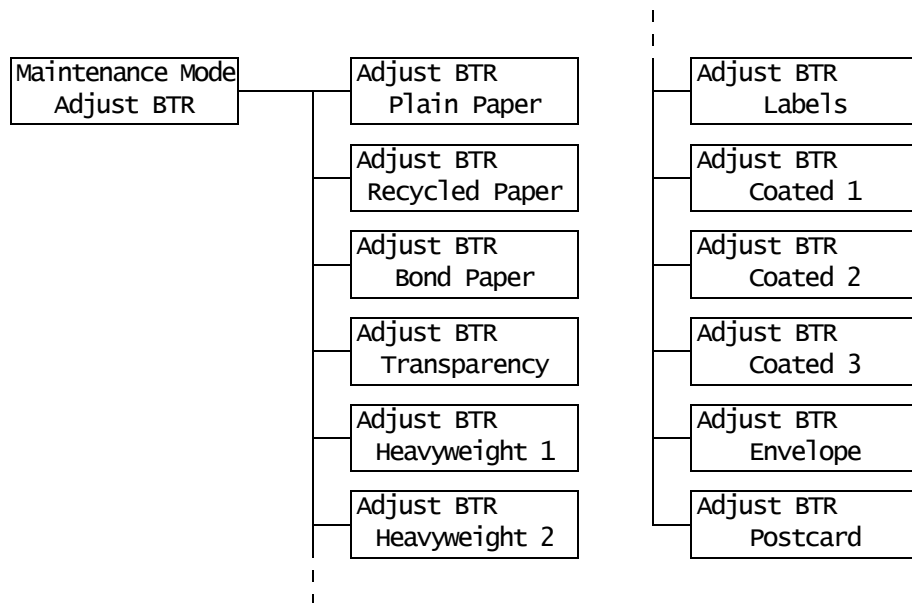 Maintenance Mode
Adjust BTR
Adjust BTR
Plain Paper
Adjust BTR
Recycled Paper
Adjust BTR
Bond Paper
Adjust BTR
Transparency
Adjust BTR
Heavyweight 1
Adjust BTR
Heavyweight 2
Adjust BTR
Labels
Adjust BTR
Coated 1
Adjust BTR
Coated 2
Adjust BTR
Coated 3
Adjust BTR
Envelope
Adjust BTR
Postcard